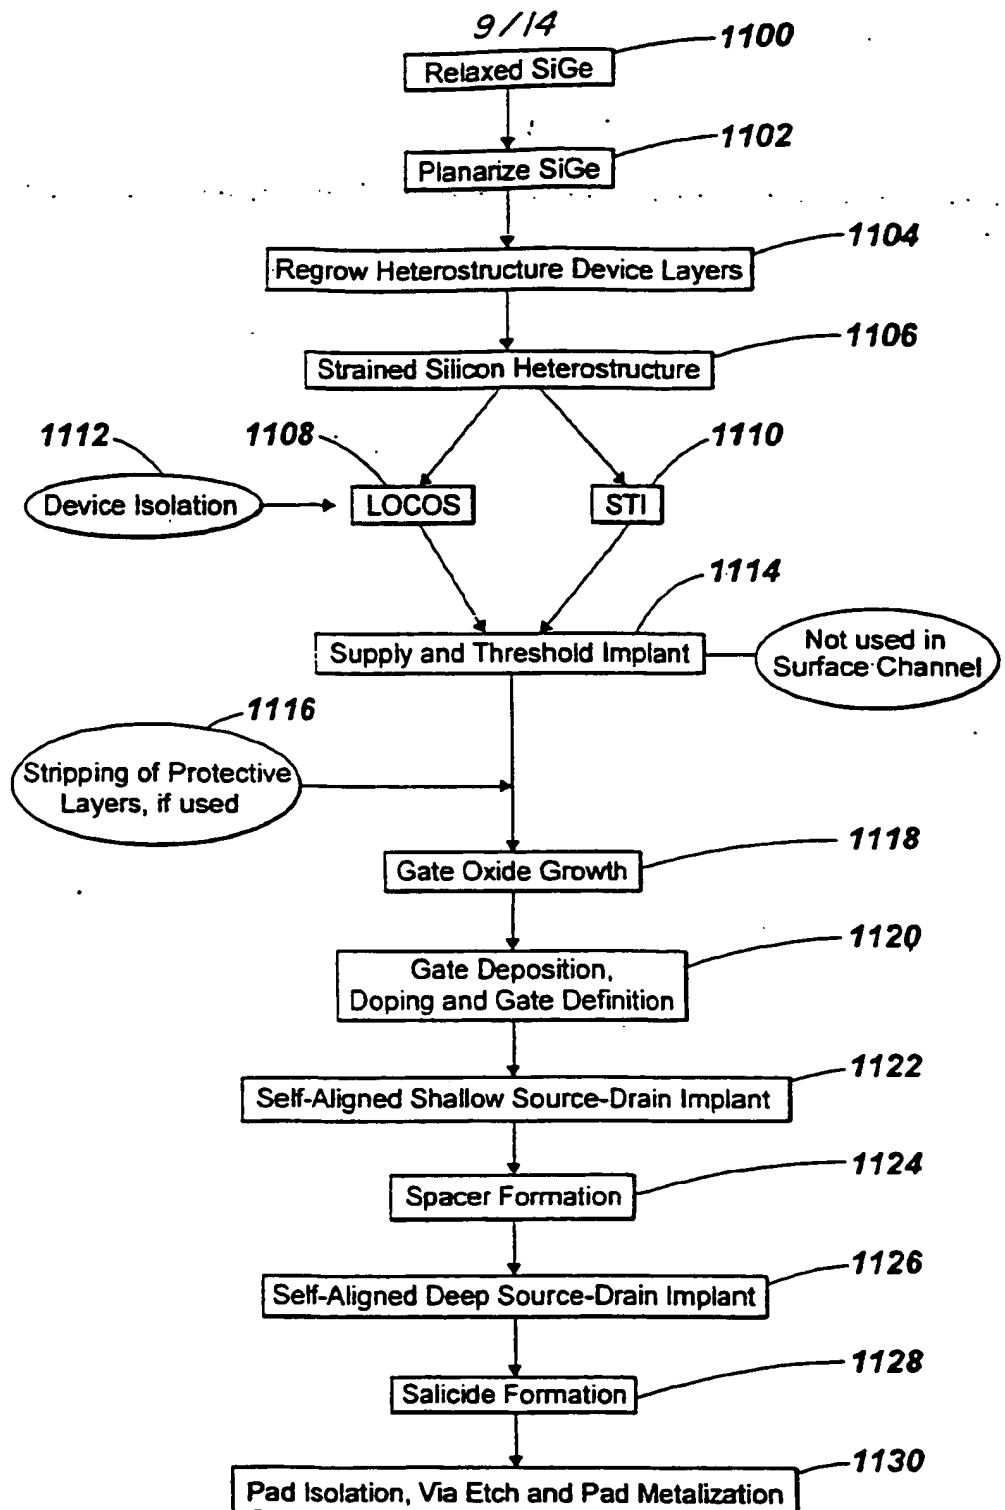 9/14
1100
Relaxed SiGe
1102
Planarize SiGe
1104
Regrow Heterostructure Device Layers
1106
Strained Silicon Heterostructure
1112
1108
1110
Device Isolation
LOCOS
STI
1114
Supply and Threshold Implant
Not used in
Surface Channel
1116
Stripping of Protective
Layers, if used
1118
Gate Oxide Growth
1120
Gate Deposition,
Doping and Gate Definition
1122
Self-Aligned Shallow Source-Drain Implant
1124
Spacer Formation
1126
Self-Aligned Deep Source-Drain Implant
1128
Salicide Formation
1130
Pad Isolation, Via Etch and Pad Metalization